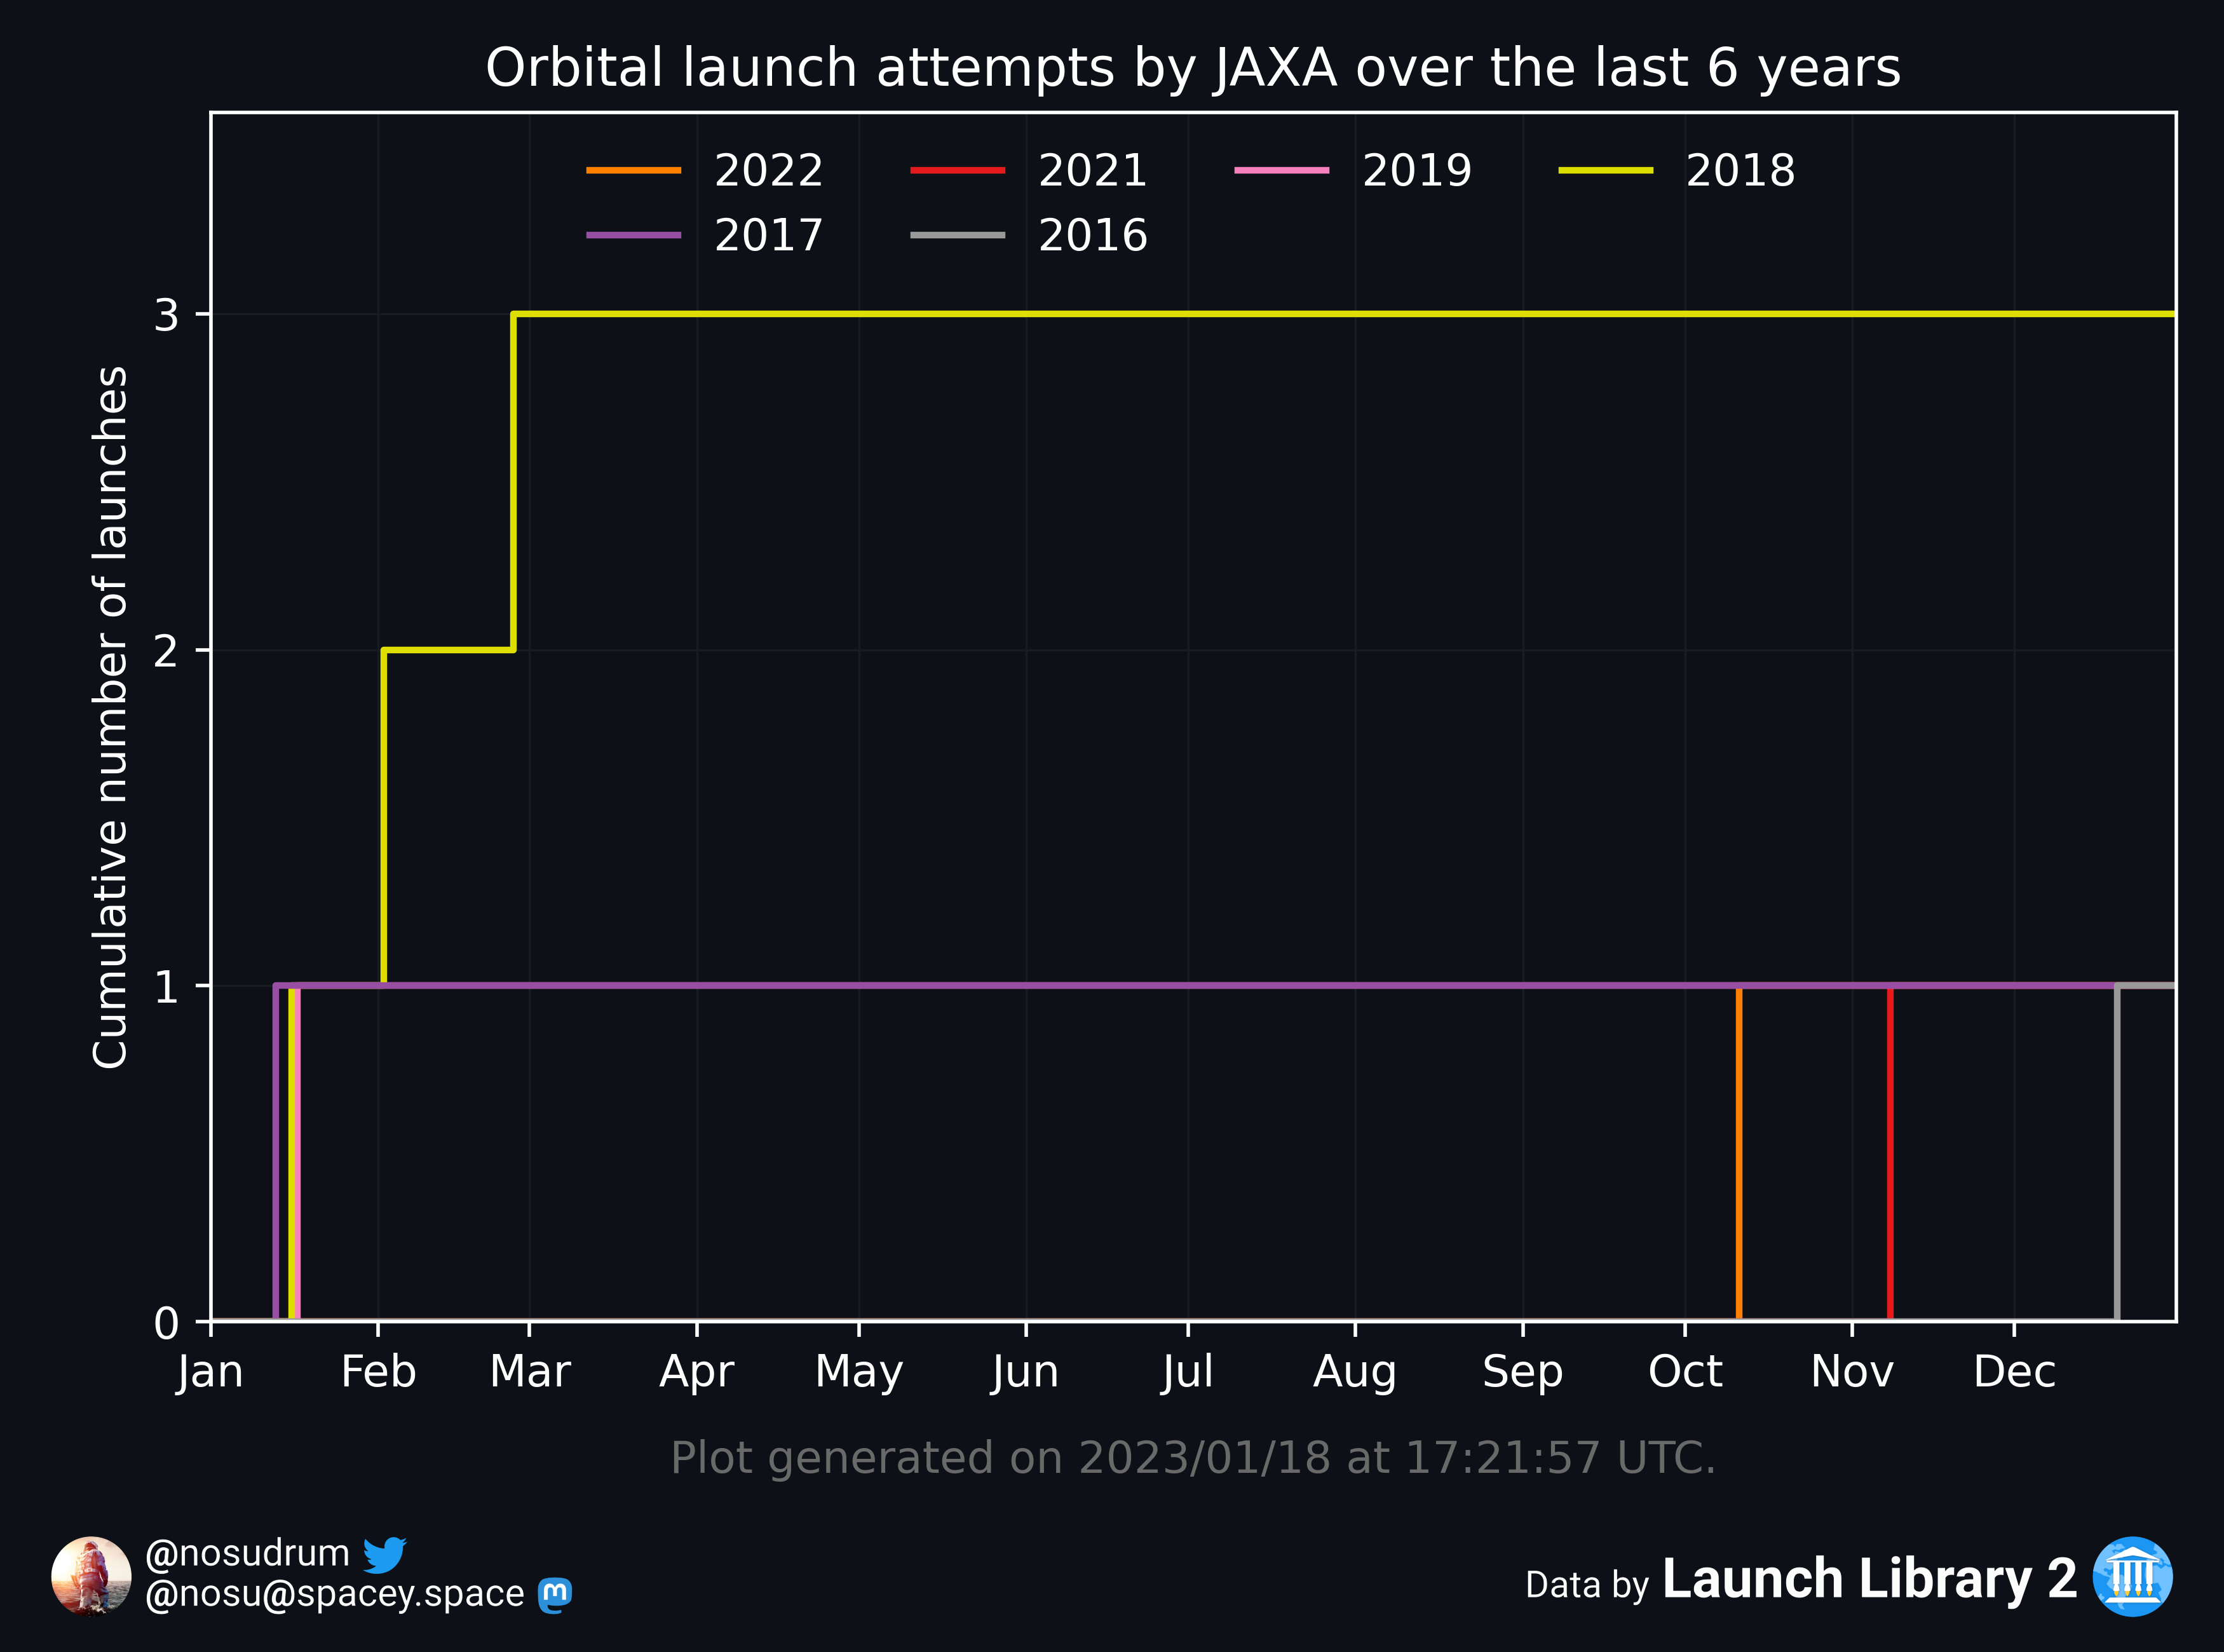 Orbital launch attempts by JAXA over the last 6 years
2022 2021 2019 2018
2017 2016
Cumulative number of launches
3
2
1
0
Jan Feb Mar Apr May Jun Jul Aug Sep Oct Nov Dec
Plot generated on 2023/01/18 at 17:21:57 UTC.
@nosudrum
@nosu@spacey.space
Data by Launch Library 2